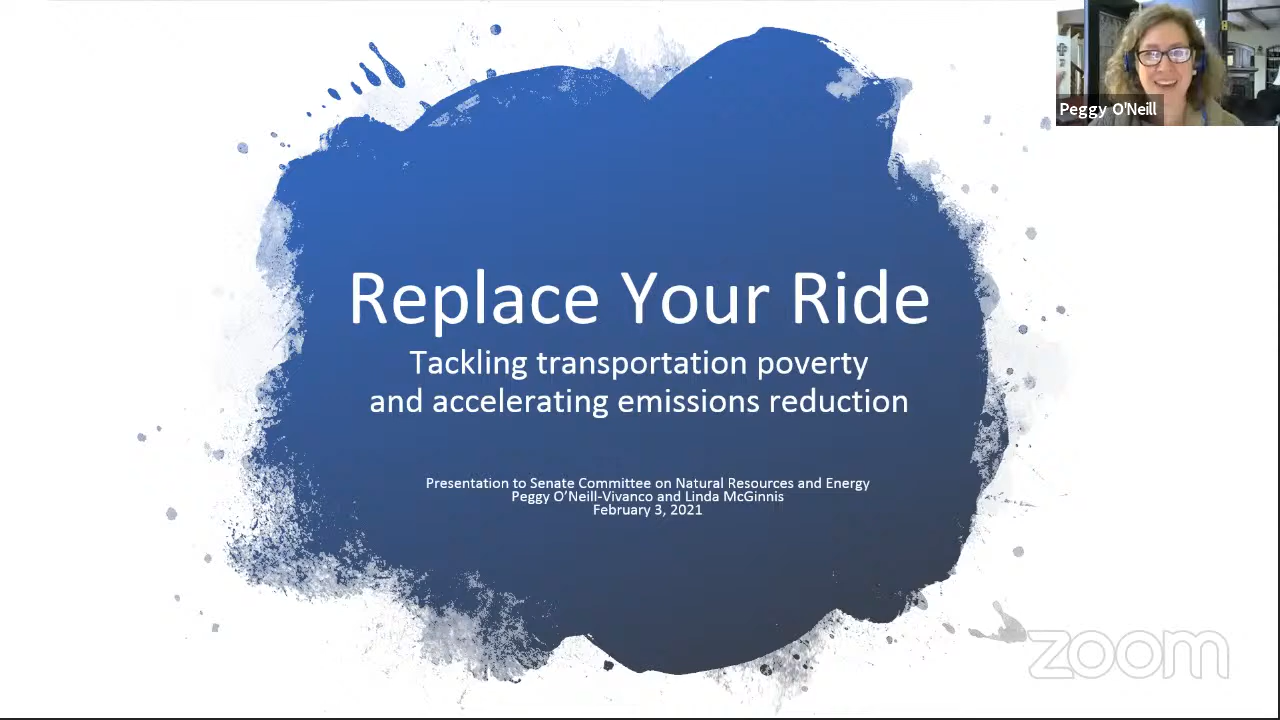 Peggy O'Neill
Replace Your Ride
Tackling transportation poverty
and accelerating emissions reduction
Presentation to Senate Committee on Natural Resources and Energy
Peggy O’Neill-Vivanco and Linda McGinnis
February 3, 2021
zoom